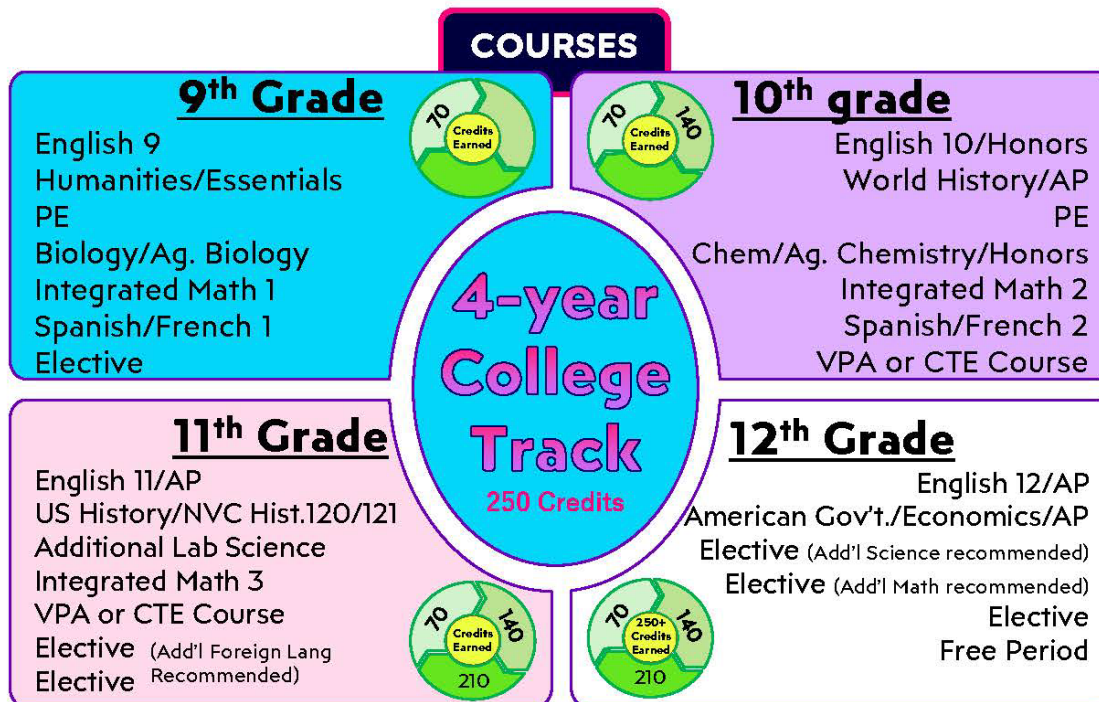 COURSES
9th Grade
English 9
Humanities/Essentials
PE
Biology/Ag. Biology
Integrated Math 1
Spanish/French 1
Elective
70
Credits
Earned
10th grade
English 10/Honors
World History/AP
PE
Chem/Ag. Chemistry/Honors
Integrated Math 2
Spanish/French 2
VPA or CTE Course
70
140
Credits
Earned
4-year
College
Track
250 Credits
11th Grade
English 11/AP
US History/NVC Hist.120/121
Additional Lab Science
Integrated Math 3
VPA or CTE Course
Elective (Add'l Foreign Lang
Elective Recommended)
70
140
Credits
Earned
210
12th Grade
English 12/AP
American Gov't./Economics/AP
Elective (Add'l Science recommended)
Elective (Add'l Math recommended)
Elective
Free Period
70
140
250+
Credits
Earned
210